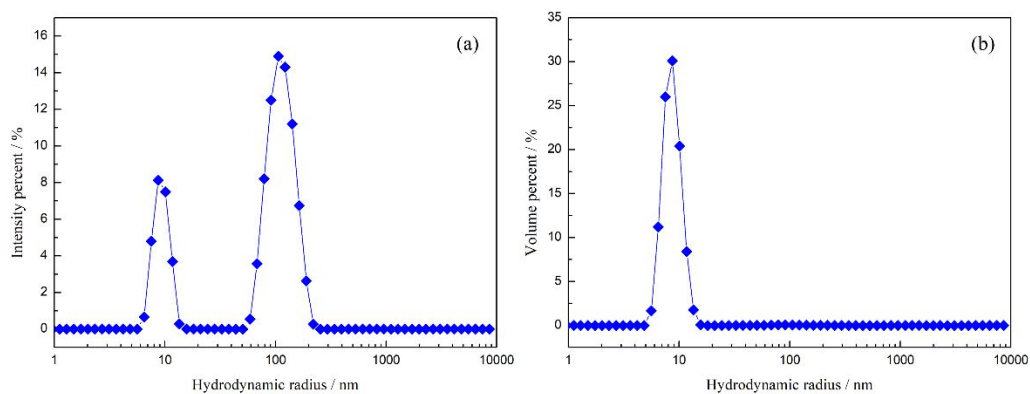 (a)
Intensity percent / %
16
14
12
10
8
6
4
2
0
1 10 100 1000 10000
Hydrodynamic radius / nm
(b)
Volume percent / %
35
30
25
20
15
10
5
0
1 10 100 1000 10000
Hydrodynamic radius / nm